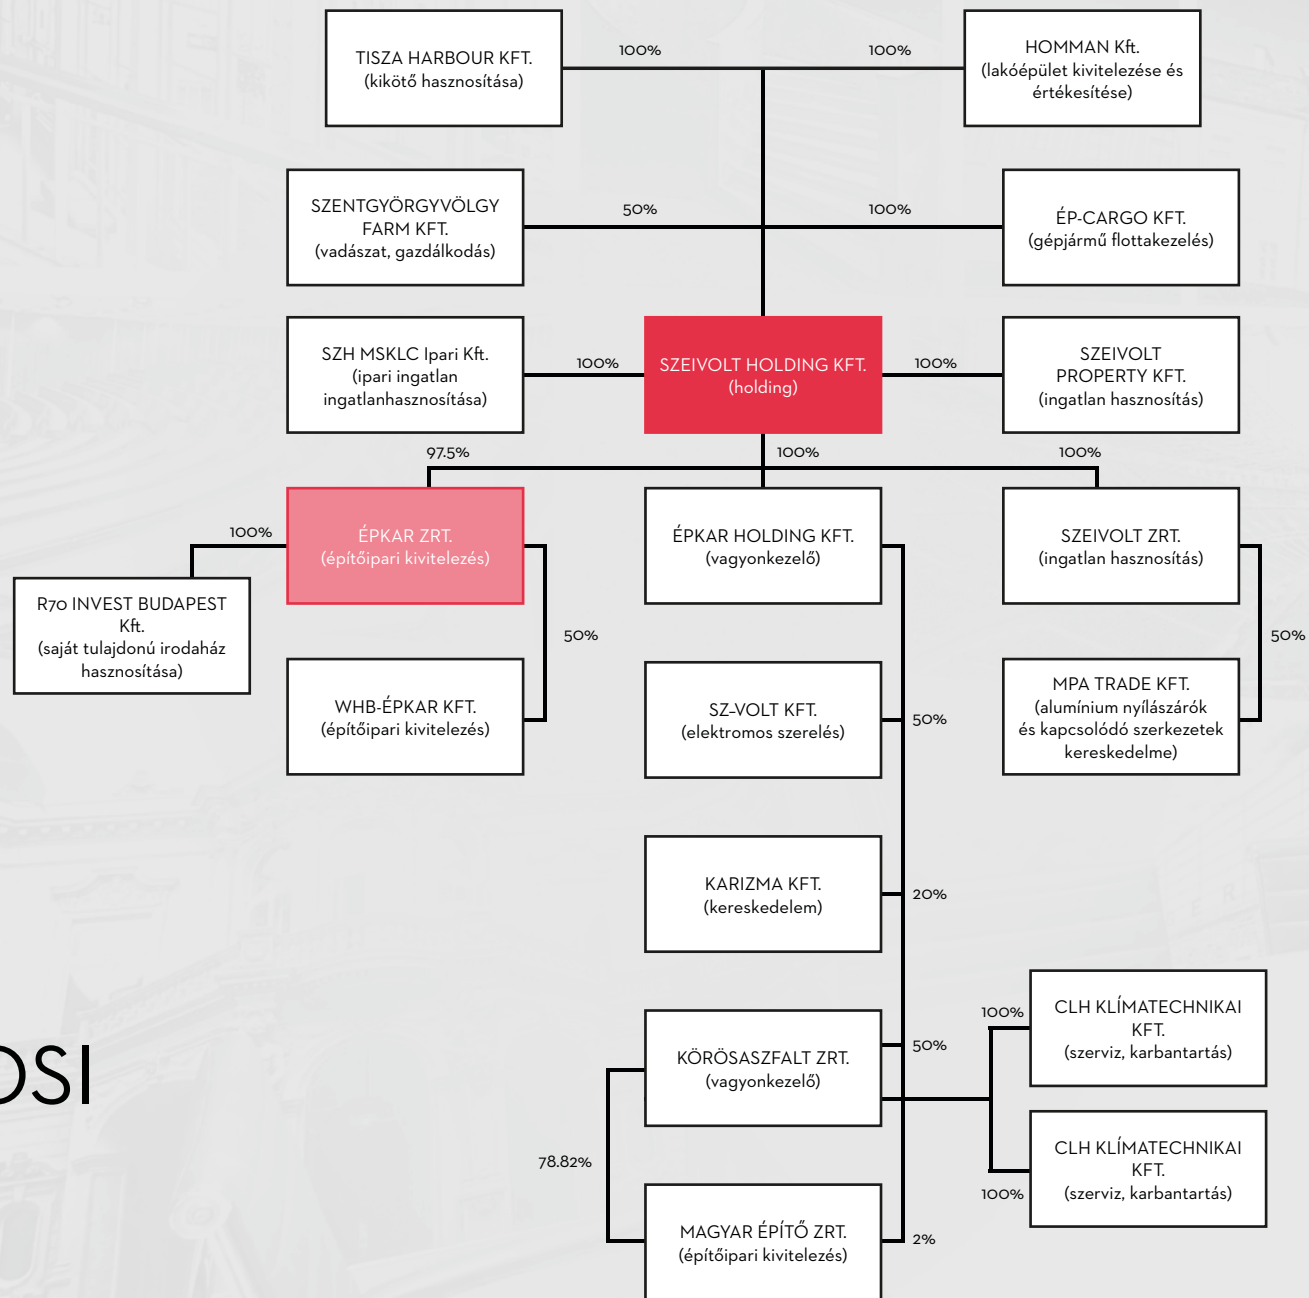 TISZA HARBOUR KFT.
(kikötő hasznosítása)
100%
100%
HOMMAN Kft.
(lakóépület kivitelezése és
értékesítése)
SZENTGYÖRGYVÖLGY
FARM KFT.
(vadászat, gazdálkodás)
50%
100%
ÉP-CARGO KFT.
(gépjármű flottakezelés)
SZH MSKLC Ipari Kft.
(ipari ingatlan
ingatlanhasznosítása)
100%
SZEIVOLT HOLDING KFT.
(holding)
100%
SZEIVOLT
PROPERTY KFT.
(ingatlan hasznosítás)
97.5%
100%
100%
100%
ÉPKAR ZRT.
(építőipari kivitelezés)
ÉPKAR HOLDING KFT.
(vagyonkezelő)
SZEIVOLT ZRT.
(ingatlan hasznosítás)
R70 INVEST BUDAPEST
Kft.
(saját tulajdonú irodaház
hasznosítása)
50%
50%
WHB-ÉPKAR KFT.
(építőipari kivitelezés)
SZ-VOLT KFT.
(elektromos szerelés)
50%
MPA TRADE KFT.
(alumínium nyílászárók
és kapcsolódó szerkezetek
kereskedelme)
KARIZMA KFT.
(kereskedelem)
20%
KÖRÖSASZFALT ZRT.
(vagyonkezelő)
50%
100%
CLH KLÍMATECHNIKAI
KFT.
(szerviz, karbantartás)
OSI
78.82%
100%
CLH KLÍMATECHNIKAI
KFT.
(szerviz, karbantartás)
MAGYAR ÉPÍTŐ ZRT.
(építőipari kivitelezés)
2%